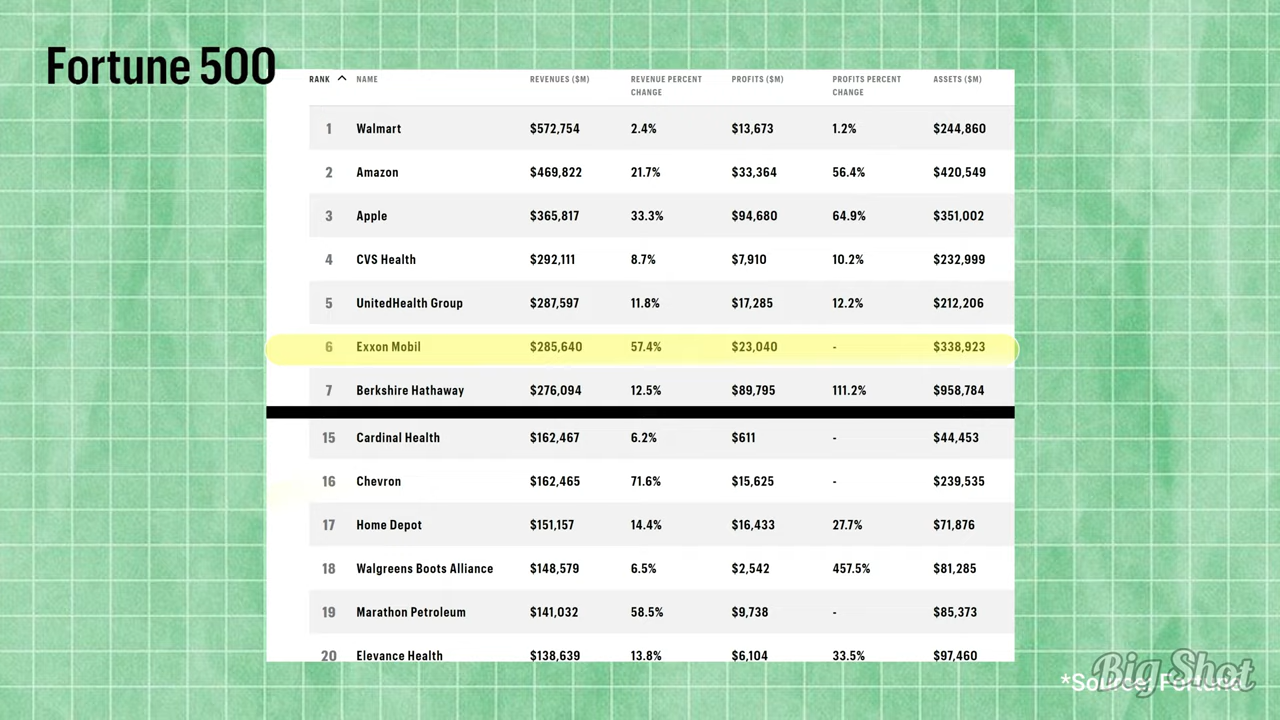 Fortune 500
RANK NAME REVENUES ($M) REVENUE PERCENT CHANGE PROFITS ($M) PROFITS PERCENT CHANGE ASSETS ($M)
1 Walmart $572,754 2.4% $13,673 1.2% $244,860
2 Amazon $469,822 21.7% $33,364 56.4% $420,549
3 Apple $365,817 33.3% $94,680 64.9% $351,002
4 CVS Health $292,111 8.7% $7,910 10.2% $232,999
5 UnitedHealth Group $287,597 11.8% $17,285 12.2% $212,206
6 Exxon Mobil $285,640 57.4% $23,040 - $338,923
7 Berkshire Hathaway $276,094 12.5% $89,795 111.2% $958,784
15 Cardinal Health $162,467 6.2% $611 - $44,453
16 Chevron $162,465 71.6% $15,625 - $239,535
17 Home Depot $151,157 14.4% $16,433 27.7% $71,876
18 Walgreens Boots Alliance $148,579 6.5% $2,542 457.5% $81,285
19 Marathon Petroleum $141,032 58.5% $9,738 - $85,373
20 Elevance Health $138,639 13.8% $6,104 33.5% $97,460
*Source: Fortune
Big Shot